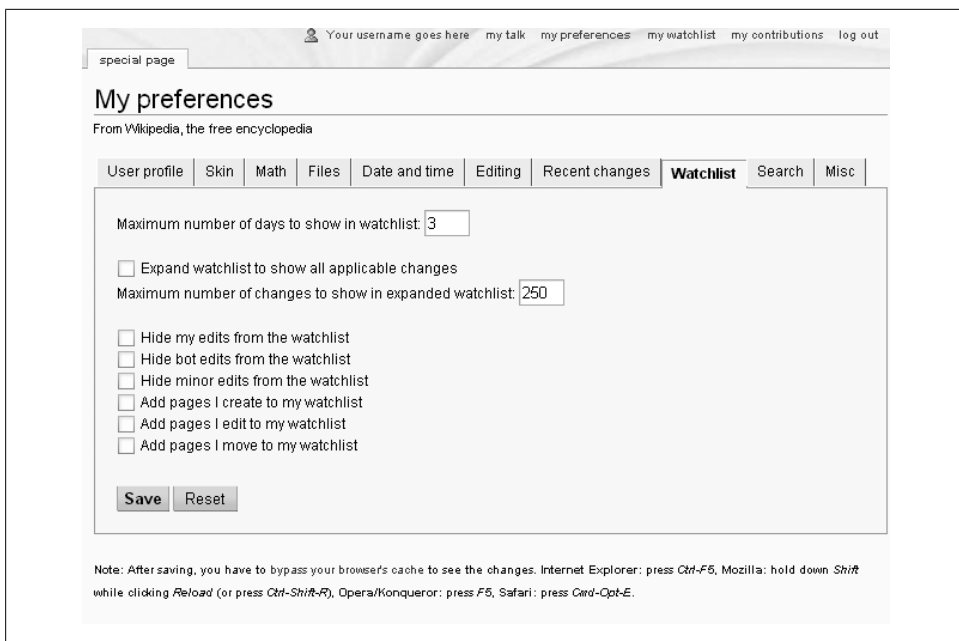 Your username goes here my talk my preferences my watchlist my contributions log out
special page
My preferences
From Wikipedia, the free encyclopedia
User profile Skin Math Files Date and time Editing Recent changes Watchlist Search Misc
Maximum number of days to show in watchlist: 3
Expand watchlist to show all applicable changes
Maximum number of changes to show in expanded watchlist: 250
Hide my edits from the watchlist
Hide bot edits from the watchlist
Hide minor edits from the watchlist
Add pages I create to my watchlist
Add pages I edit to my watchlist
Add pages I move to my watchlist
Save Reset
Note: After saving, you have to bypass your browser's cache to see the changes. Internet Explorer: press Ctrl-F5, Mozilla: hold down Shift
while clicking Reload (or press Ctrl-Shift-R), Opera/Konqueror: press F5, Safari: press Cmd-Opt-E.